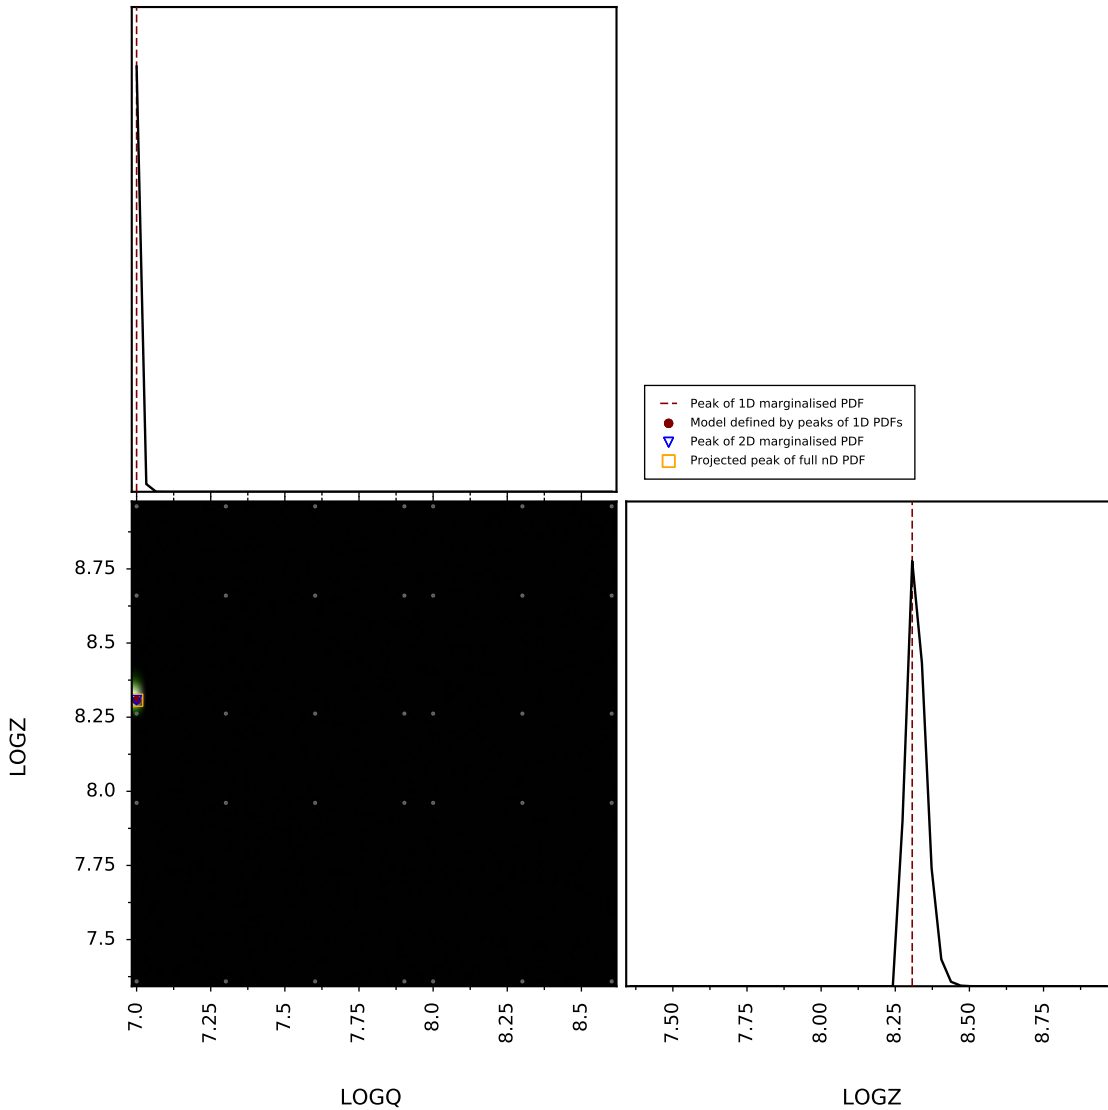 Peak of 1D marginalised PDF
Model defined by peaks of 1D PDFs
Peak of 2D marginalised PDF
Projected peak of full nD PDF
8.75
8.5
8.25
8.0
7.75
7.5
LOGZ
7.0 7.25 7.5 7.75 8.0 8.25 8.5
7.50 7.75 8.00 8.25 8.50 8.75
LOGQ
LOGZ